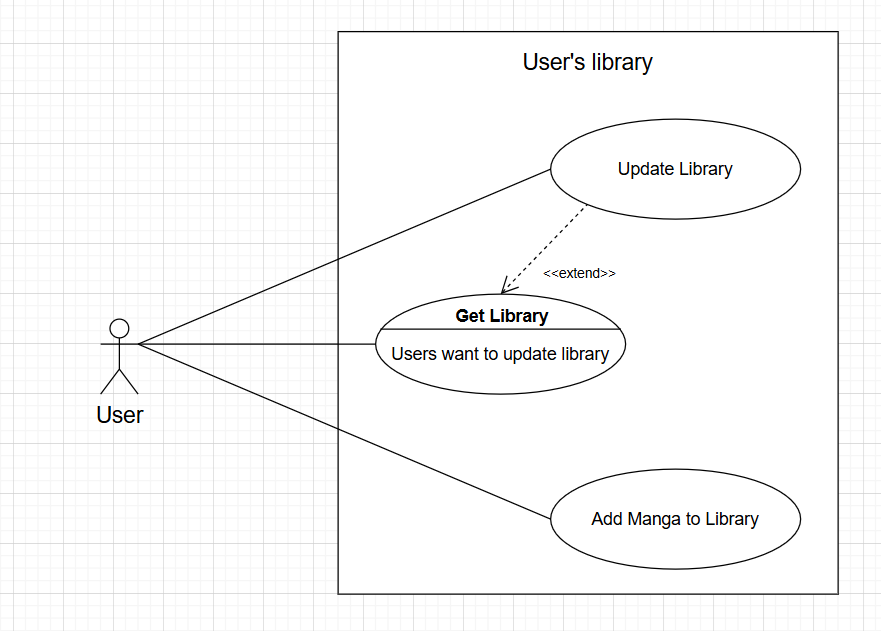 User's library
Update Library
<<extend>>
Get Library
Users want to update library
User
Add Manga to Library